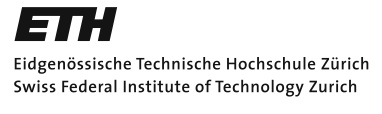 ETH
Eidgenössische Technische Hochschule Zürich
Swiss Federal Institute of Technology Zurich